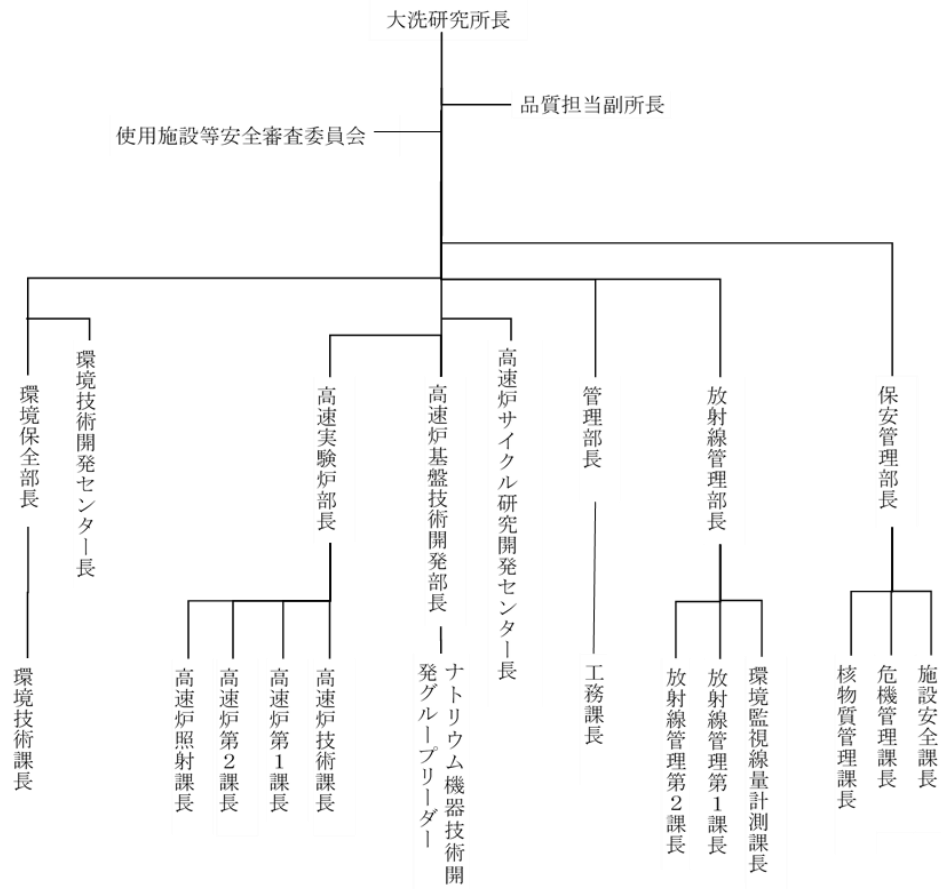 大洗研究所長
品質担当副所長
使用施設等安全審査委員会
保安管理部長
放射線管理部長
管理部長
高速炉サイクル研究開発センター長
高速炉基盤技術開発部長
高速実験炉部長
環境技術開発センター長
環境保全部長
施設安全課長
危機管理課長
核物質管理課長
環境監視線量計測課長
放射線管理第1課長
放射線管理第2課長
工務課長
ナトリウム機器技術開
発グループリーダー
高速炉技術課長
高速炉第1課長
高速炉第2課長
高速炉照射課長
環境技術課長